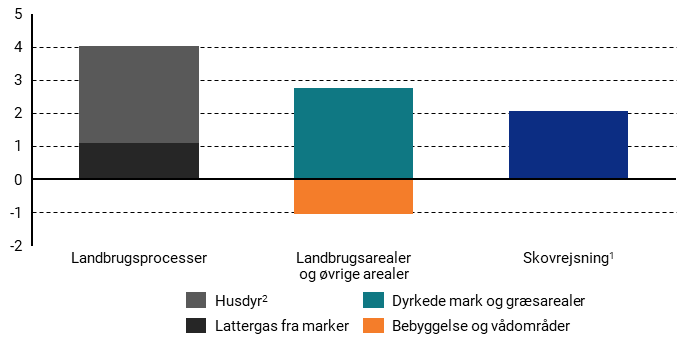 5
4
3
2
1
0
-1
-2
Landbrugsprocesser
Landbrugsarealer
og øvrige arealer
Skovrejsning¹
Husdyr²
Dyrkede mark og græsarealer
Lattergas fra marker
Bebyggelse og vådområder